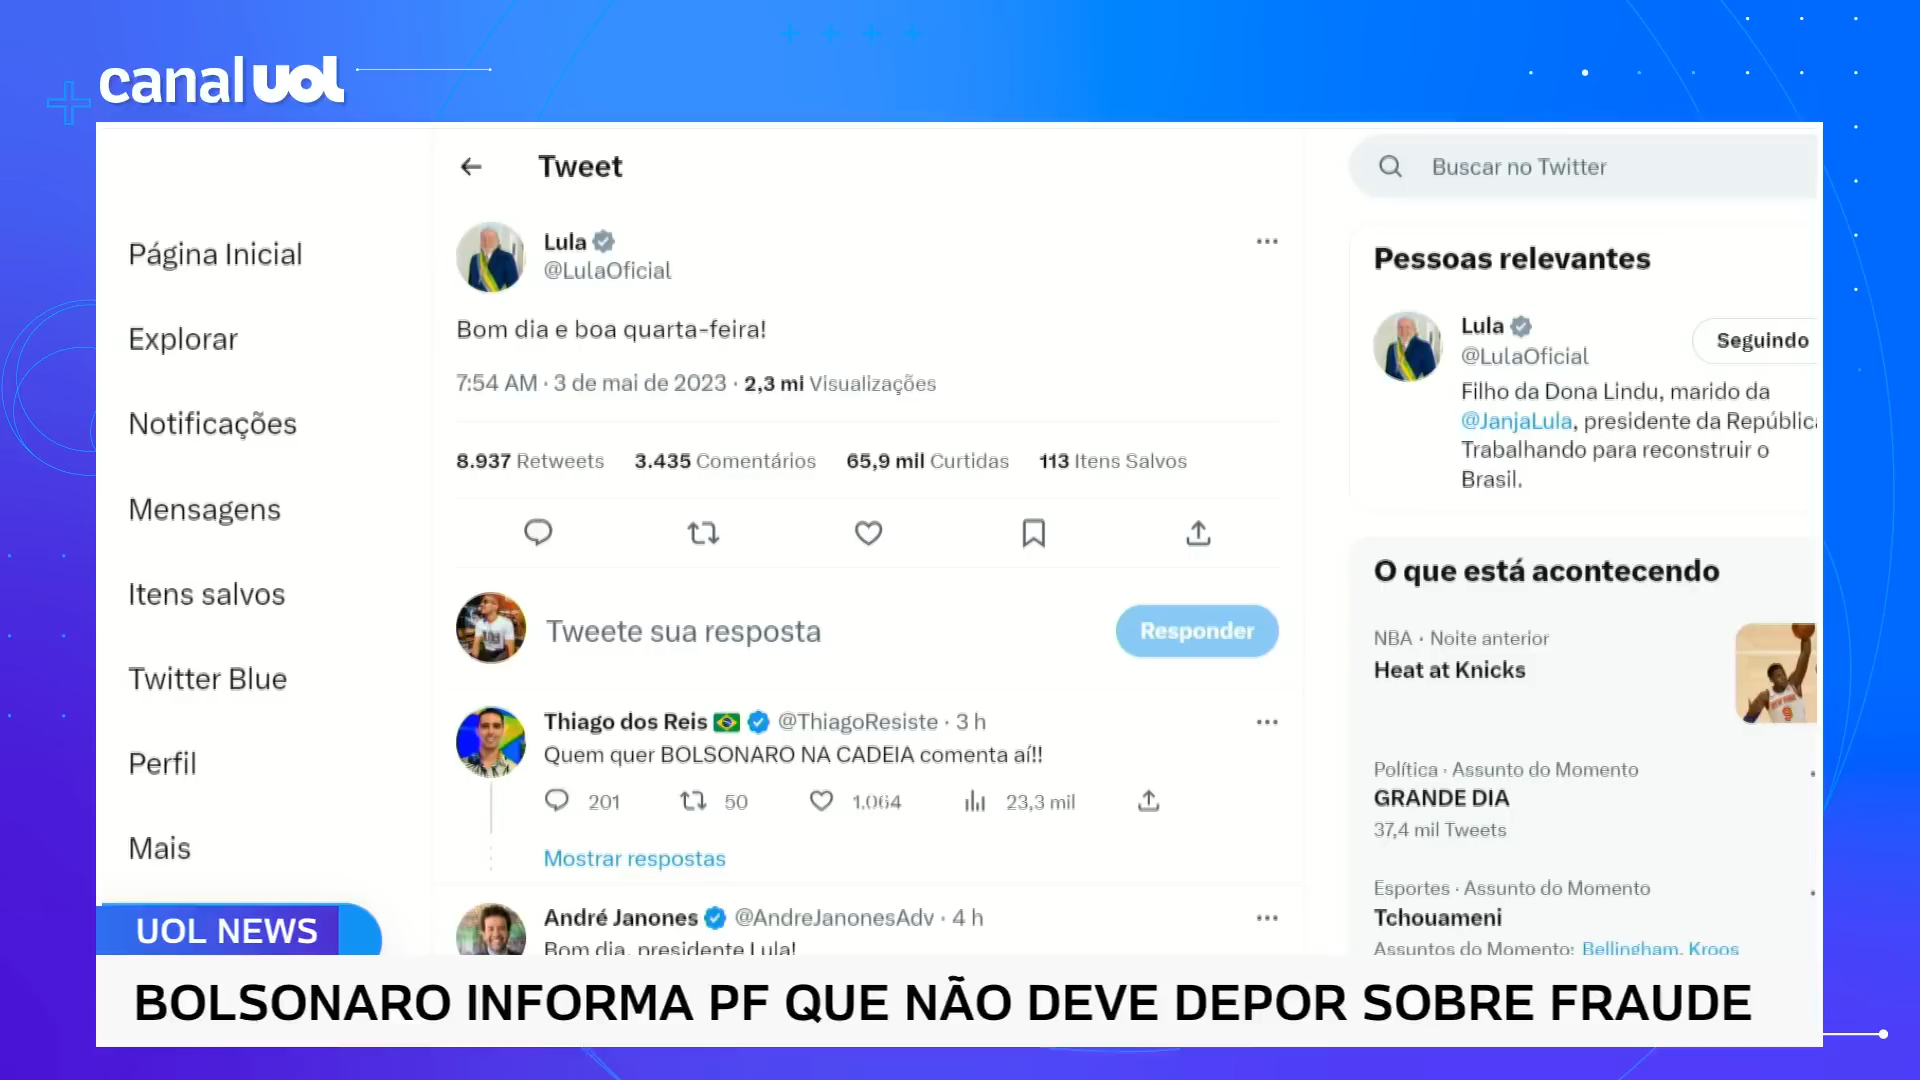 canal uol
Tweet
Buscar no Twitter
Página Inicial
Explorar
Notificações
Mensagens
Itens salvos
Twitter Blue
Perfil
Mais
Lula
@LulaOficial
Bom dia e boa quarta-feira!
7:54 AM · 3 de mai de 2023 · 2,3 mi Visualizações
8.937 Retweets 3.435 Comentários 65,9 mil Curtidas 113 Itens Salvos
Tweete sua resposta
Responder
Thiago dos Reis @ThiagoResiste · 3 h
Quem quer BOLSONARO NA CADEIA comenta aí!!
201 50 1.064 23,3 mil
Mostrar respostas
André Janones @AndreJanonesAdv · 4 h
Bom dia, presidente Lula!
Pessoas relevantes
Lula
@LulaOficial
Seguindo
Filho da Dona Lindu, marido da
@JanjaLula, presidente da Repúblic
Trabalhando para reconstruir o
Brasil.
O que está acontecendo
NBA · Noite anterior
Heat at Knicks
NEW YORK
9
Política · Assunto do Momento
GRANDE DIA
37,4 mil Tweets
Esportes · Assunto do Momento
Tchouameni
Assuntos do Momento: Bellingham, Kroos
UOL NEWS
BOLSONARO INFORMA PF QUE NÃO DEVE DEPOR SOBRE FRAUDE